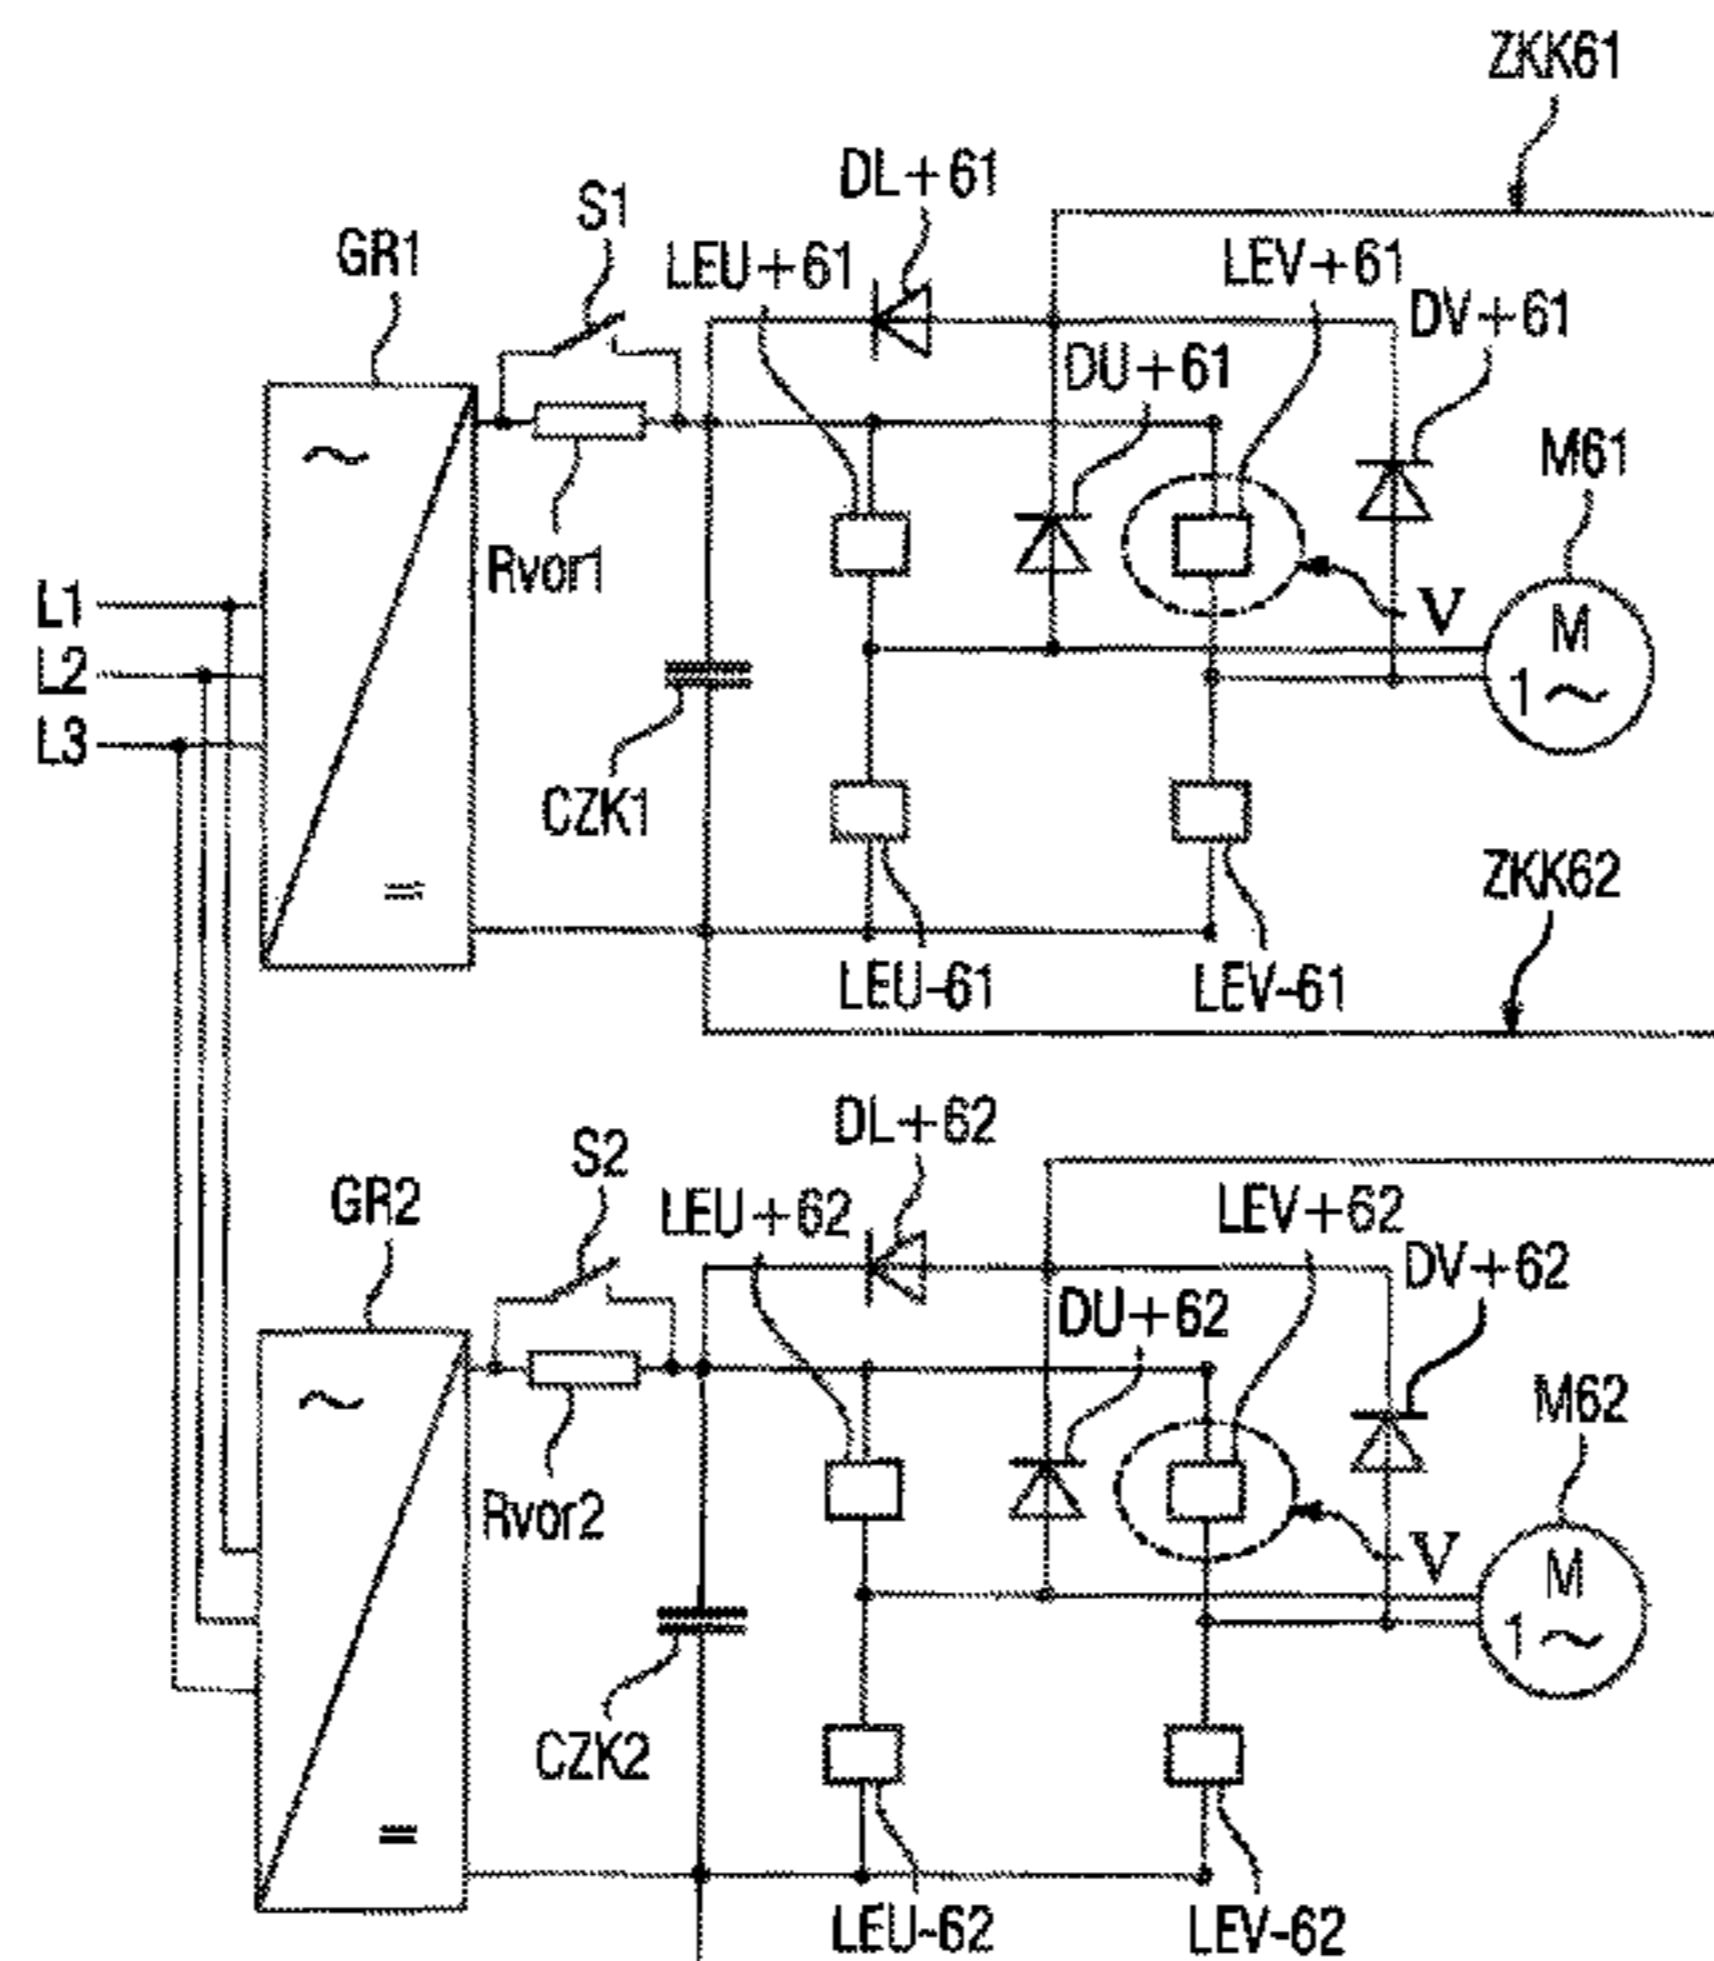 ZKK61
DL+61
S1
GR1
LEU+61
LEV+61
DV+61
DU+61
M61
~
Rvor1
V
L1
M
1~
L2
L3
CZK1
=
ZKK62
LEU-61
LEV-61
DL+62
S2
GR2
LEU+62
LEV+62
DV+62
DU+62
M62
~
Rvor2
V
M
1~
CZK2
=
LEU-62
LEV-62